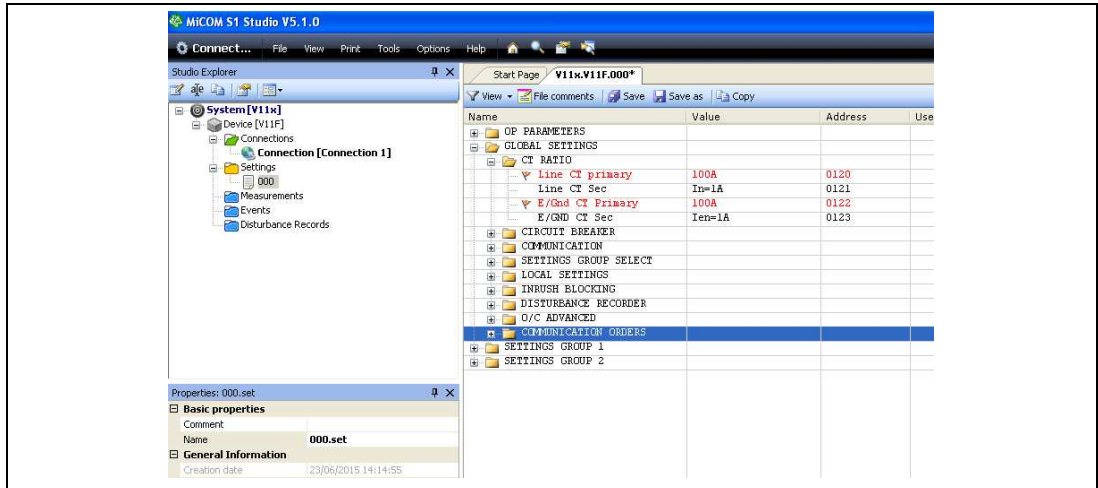 MiCOM S1 Studio V5.1.0
Connect... File View Print Tools Options Help
Studio Explorer
System [V11x]
Device [V11F]
Connections
Connection [Connection 1]
Settings
000
Measurements
Events
Disturbance Records
Properties: 000.set
Basic properties
Comment
Name 000.set
General Information
Creation date 23/06/2015 14:14:55
Start Page V11x.V11F.000*
View File comments Save Save as Copy
Name Value Address Use
OP PARAMETERS
GLOBAL SETTINGS
CT RATIO
Line CT primary 100A 0120
Line CT Sec In=1A 0121
E/Gnd CT Primary 100A 0122
E/GND CT Sec Ien=1A 0123
CIRCUIT BREAKER
COMMUNICATION
SETTINGS GROUP SELECT
LOCAL SETTINGS
INRUSH BLOCKING
DISTURBANCE RECORDER
O/C ADVANCED
COMMUNICATION ORDERS
SETTINGS GROUP 1
SETTINGS GROUP 2